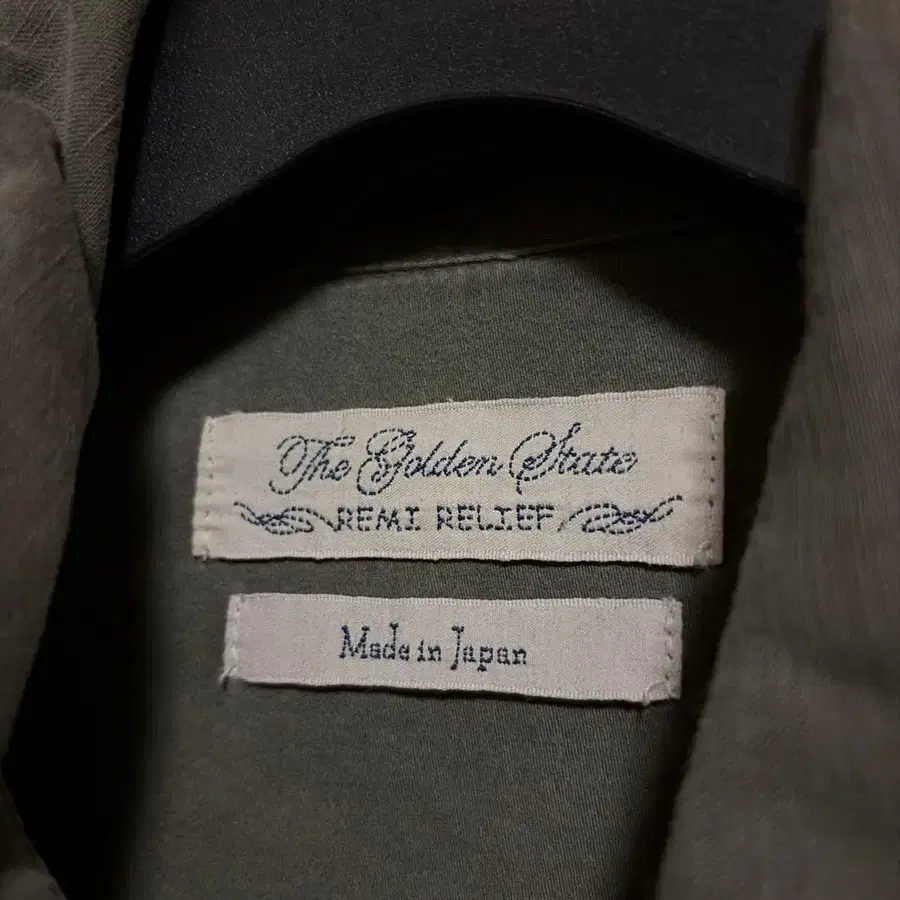 The Golden State
REMI RELIEF
Made in Japan